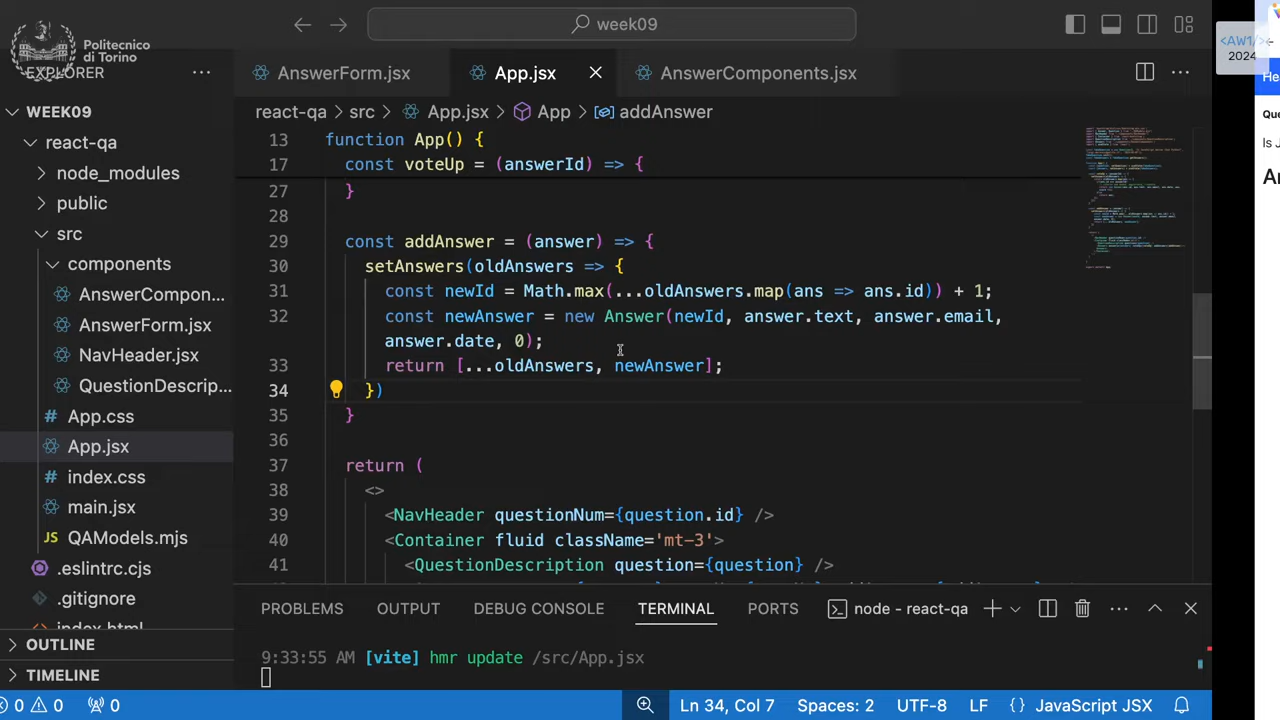 week09
Politecnico
di Torino
EXPLORER
AnswerForm.jsx
App.jsx
AnswerComponents.jsx
<AW1/>
2024
WEEK09
react-qa
node_modules
public
src
components
AnswerCompon...
AnswerForm.jsx
NavHeader.jsx
QuestionDescrip...
App.css
App.jsx
index.css
main.jsx
QAModels.mjs
.eslintrc.cjs
.gitignore
index.html
OUTLINE
TIMELINE
react-qa > src > App.jsx > App > addAnswer
13 function App() {
17 const voteUp = (answerId) => {
27 }
28
29 const addAnswer = (answer) => {
30 setAnswers(oldAnswers => {
31 const newId = Math.max(...oldAnswers.map(ans => ans.id)) + 1;
32 const newAnswer = new Answer(newId, answer.text, answer.email,
answer.date, 0);
33 return [...oldAnswers, newAnswer];
34 })
35 }
36
37 return (
38 <>
39 <NavHeader questionNum={question.id} />
40 <Container fluid className='mt-3'>
41 <QuestionDescription question={question} />
PROBLEMS OUTPUT DEBUG CONSOLE TERMINAL PORTS node - react-qa
9:33:55 AM [vite] hmr update /src/App.jsx
0 0 0 Ln 34, Col 7 Spaces: 2 UTF-8 LF {} JavaScript JSX